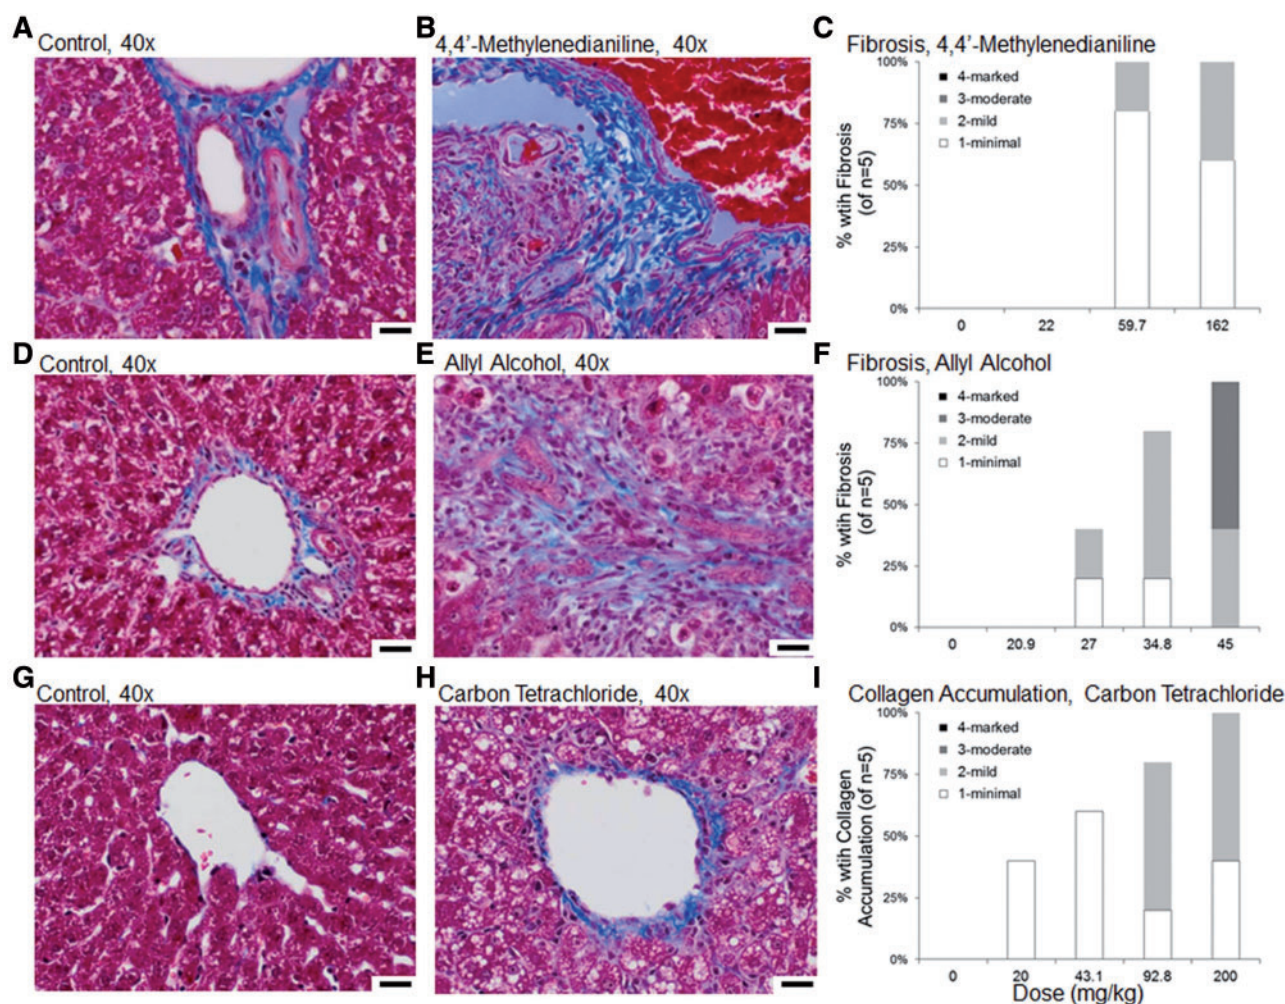 A Control, 40x
B 4,4'-Methylenedianiline, 40x
C Fibrosis, 4,4'-Methylenedianiline
% wtih Fibrosis
(of n=5)
100%
75%
50%
25%
0%
4-marked
3-moderate
2-mild
1-minimal
0 22 59.7 162
D Control, 40x
E Allyl Alcohol, 40x
F Fibrosis, Allyl Alcohol
% wtih Fibrosis
(of n=5)
100%
75%
50%
25%
0%
4-marked
3-moderate
2-mild
1-minimal
0 20.9 27 34.8 45
G Control, 40x
H Carbon Tetrachloride, 40x
I Collagen Accumulation, Carbon Tetrachloride
% wtih Collagen
Accumulation (of n=5)
100%
75%
50%
25%
0%
4-marked
3-moderate
2-mild
1-minimal
0 20 43.1 92.8 200
Dose (mg/kg)